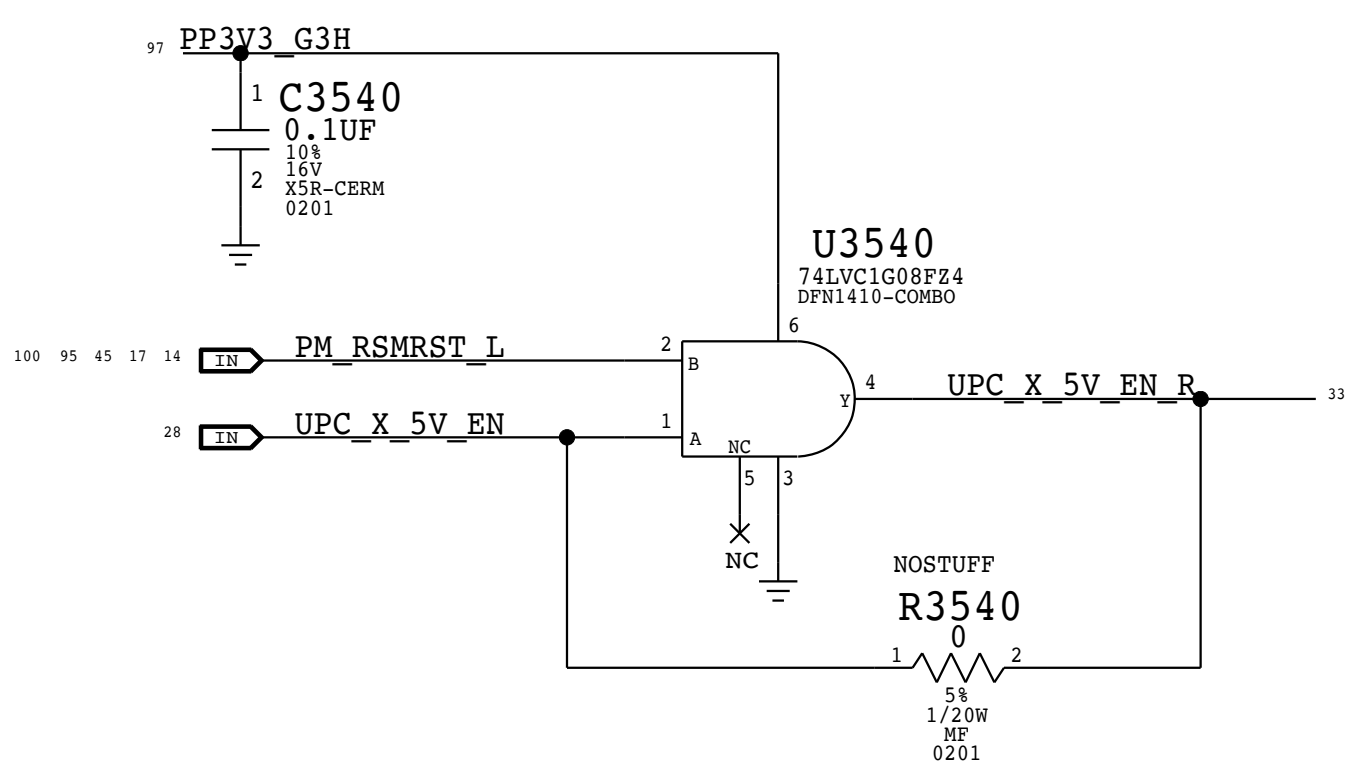 97 PP3V3_G3H
1 C3540
0.1UF
10%
16V
2 X5R-CERM
0201
U3540
74LVC1G08FZ4
DFN1410-COMBO
6
100 95 45 17 14 IN PM_RSMRST_L 2
B
4 UPC_X_5V_EN_R 33
Y
28 IN UPC_X_5V_EN 1
A
NC
5 3
NC
NOSTUFF
R3540
0
1 2
5%
1/20W
MF
0201